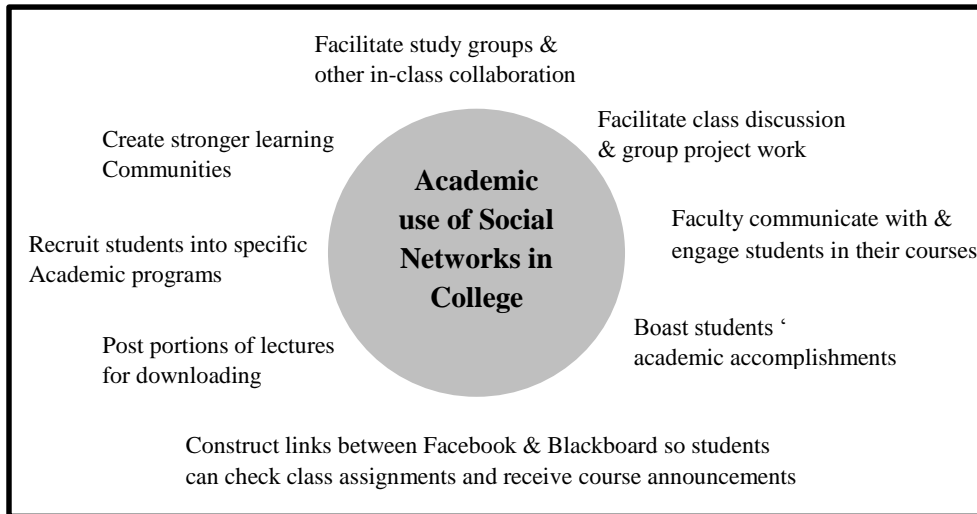 Facilitate study groups &
other in-class collaboration
Facilitate class discussion
& group project work
Create stronger learning
Communities
Academic
use of Social
Networks in
College
Faculty communicate with &
engage students in their courses
Recruit students into specific
Academic programs
Boast students ‘
academic accomplishments
Post portions of lectures
for downloading
Construct links between Facebook & Blackboard so students
can check class assignments and receive course announcements